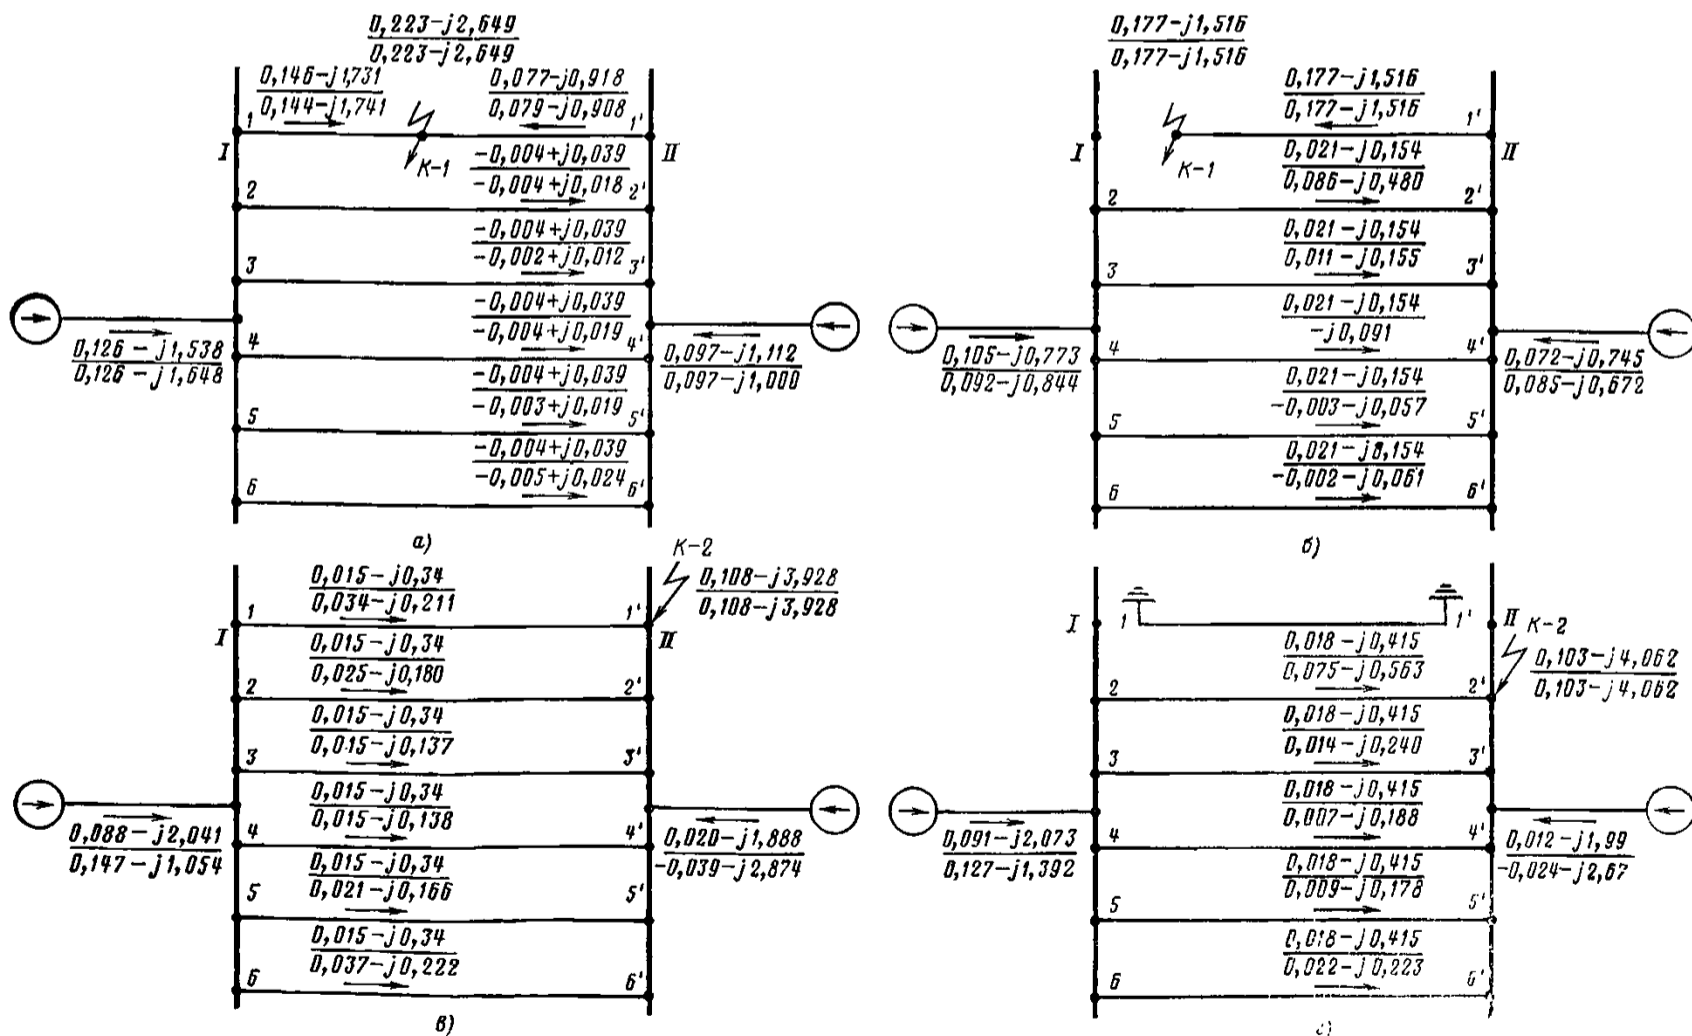 0,223-j2,649
0,223-j2,649
0,146-j1,731
0,144-j1,741
0,077-j0,918
0,079-j0,908
1
1'
I
II
К-1
-0,004+j0,039
-0,004+j0,018
2
2'
-0,004+j0,039
-0,002+j0,012
3
3'
-0,004+j0,039
-0,004+j0,019
4
4'
0,126-j1,538
0,126-j1,648
0,097-j1,112
0,097-j1,000
-0,004+j0,039
-0,003+j0,019
5
5'
-0,004+j0,039
-0,005+j0,024
6
6'
а)
0,177-j1,516
0,177-j1,516
0,177-j1,516
0,177-j1,516
1'
I
II
К-1
0,021-j0,154
0,086-j0,480
2
2'
0,021-j0,154
0,011-j0,155
3
3'
0,021-j0,154
-j0,091
4
4'
0,105-j0,773
0,092-j0,844
0,072-j0,745
0,085-j0,672
0,021-j0,154
-0,003-j0,057
5
5'
0,021-j0,154
-0,002-j0,061
6
6'
б)
К-2
0,108-j3,928
0,108-j3,928
0,015-j0,34
0,034-j0,211
1
1'
I
II
0,015-j0,34
0,025-j0,180
2
2'
0,015-j0,34
0,015-j0,137
3
3'
0,015-j0,34
0,015-j0,138
4
4'
0,088-j2,041
0,147-j1,054
0,020-j1,888
-0,039-j2,874
0,015-j0,34
0,021-j0,166
5
5'
0,015-j0,34
0,037-j0,222
6
6'
в)
1
1'
I
II
К-2
0,103-j4,062
0,103-j4,062
0,018-j0,415
0,075-j0,563
2
2'
0,018-j0,415
0,014-j0,240
3
3'
0,018-j0,415
0,007-j0,188
4
4'
0,091-j2,073
0,127-j1,392
0,012-j1,99
-0,024-j2,67
0,018-j0,415
0,009-j0,178
5
5'
0,018-j0,415
0,022-j0,223
6
6'
г)